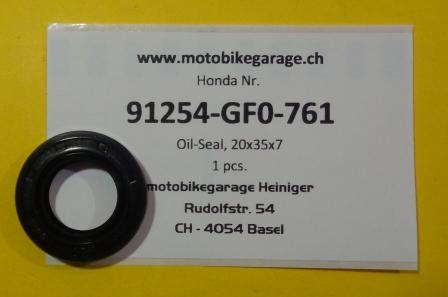 www.motobikegarage.ch
Honda Nr.
91254-GF0-761
Oil-Seal, 20x35x7
1 pcs.
motobikegarage Heiniger
Rudolfstr. 54
CH - 4054 Basel